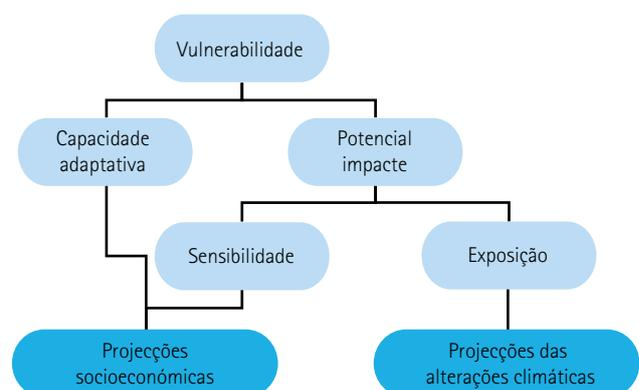 Vulnerabilidade
Capacidade
adaptativa
Potencial
impacte
Sensibilidade
Exposição
Projecções
socioeconómicas
Projecções das
alterações climáticas